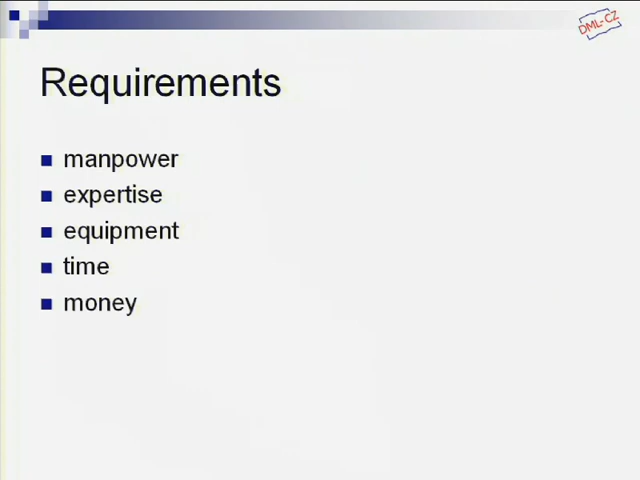 DML-CZ
Requirements
manpower
expertise
equipment
time
money